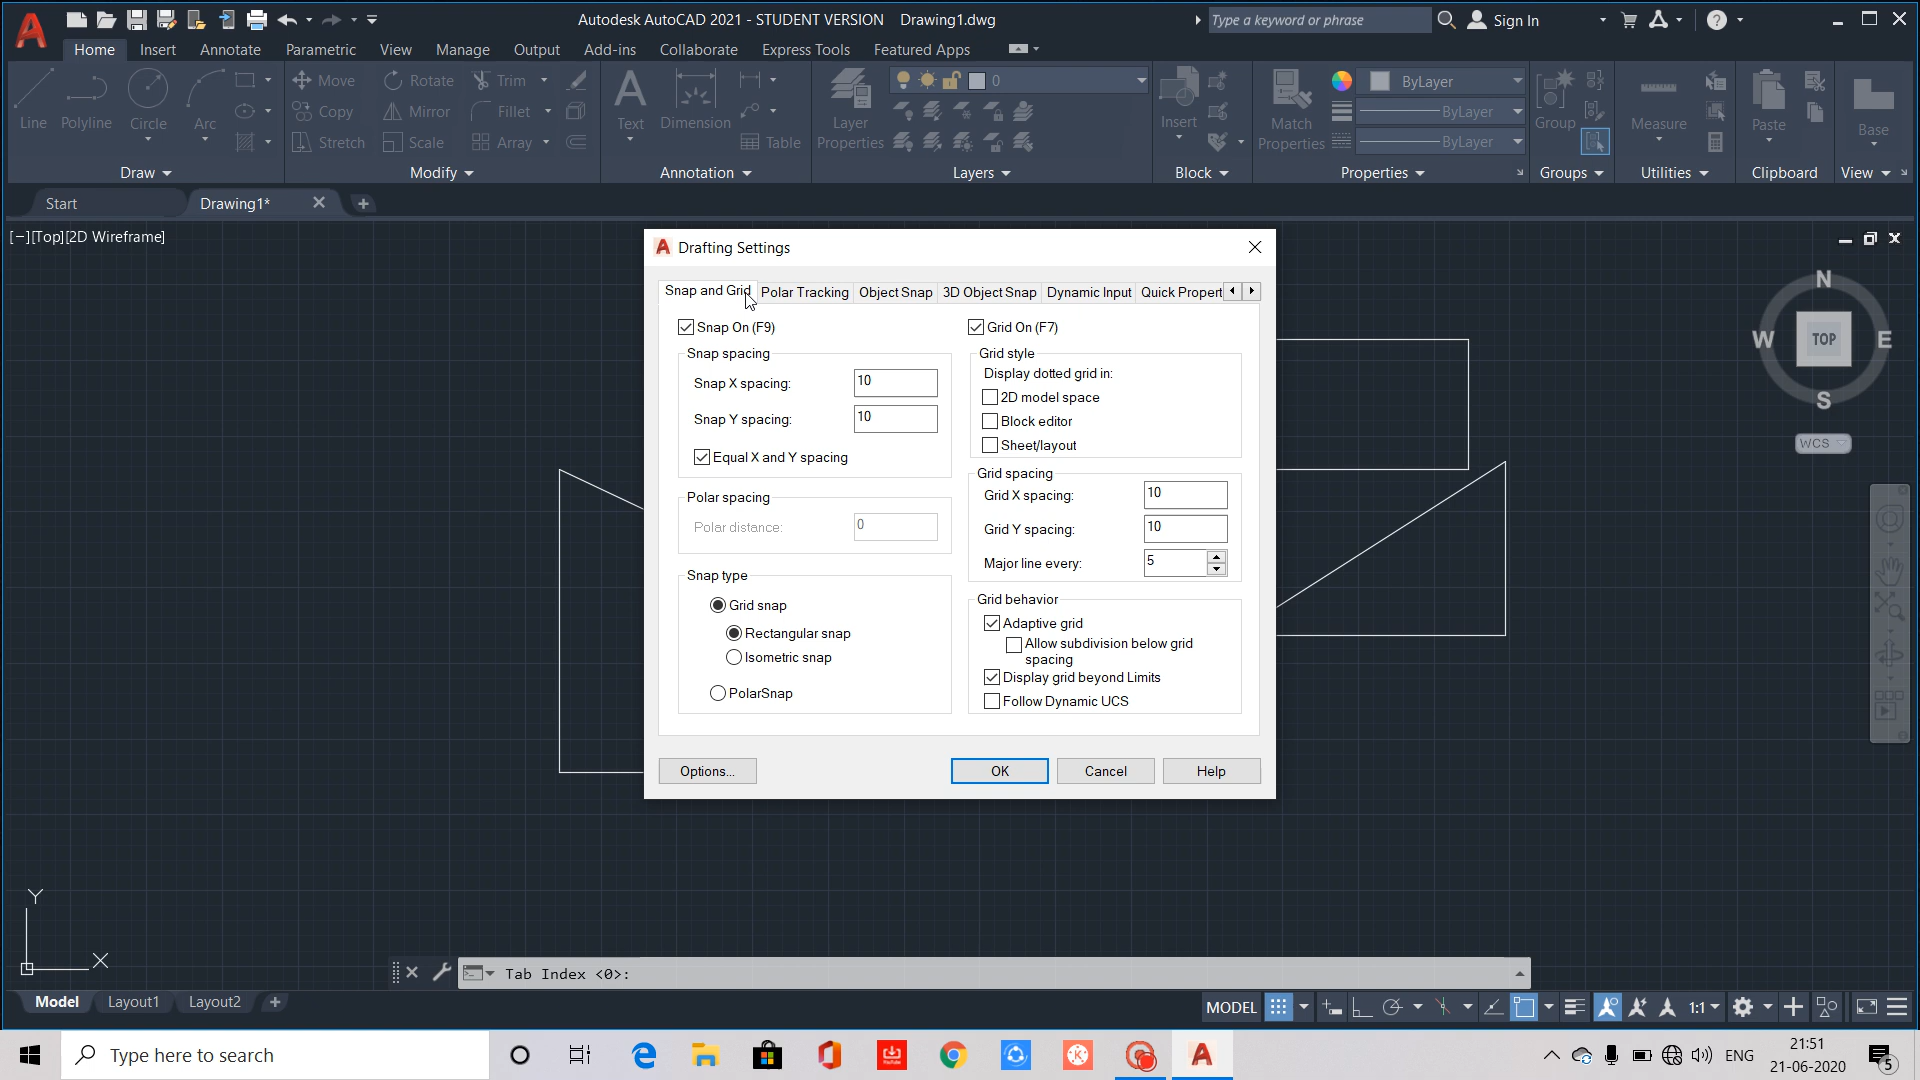 Autodesk AutoCAD 2021 - STUDENT VERSION Drawing1.dwg
Type a keyword or phrase
Sign In
Home Insert Annotate Parametric View Manage Output Add-ins Collaborate Express Tools Featured Apps
Line Polyline Circle Arc
Move Rotate Trim
Copy Mirror Fillet
Stretch Scale Array
Text Dimension Table
Layer Properties
0
Insert
Match Properties
ByLayer
ByLayer
ByLayer
Group
Measure
Paste
Base
Draw Modify Annotation Layers Block Properties Groups Utilities Clipboard View
Start Drawing1*
[−][Top][2D Wireframe]
Drafting Settings
Snap and Grid Polar Tracking Object Snap 3D Object Snap Dynamic Input Quick Propert
Snap On (F9)
Snap spacing
Snap X spacing: 10
Snap Y spacing: 10
Equal X and Y spacing
Polar spacing
Polar distance: 0
Snap type
Grid snap
Rectangular snap
Isometric snap
PolarSnap
Grid On (F7)
Grid style
Display dotted grid in:
2D model space
Block editor
Sheet/layout
Grid spacing
Grid X spacing: 10
Grid Y spacing: 10
Major line every: 5
Grid behavior
Adaptive grid
Allow subdivision below grid
spacing
Display grid beyond Limits
Follow Dynamic UCS
Options... OK Cancel Help
N
W TOP E
S
WCS
Y
X
Tab Index <0>:
Model Layout1 Layout2
MODEL 1:1
Type here to search
ENG
21:51
21-06-2020
5